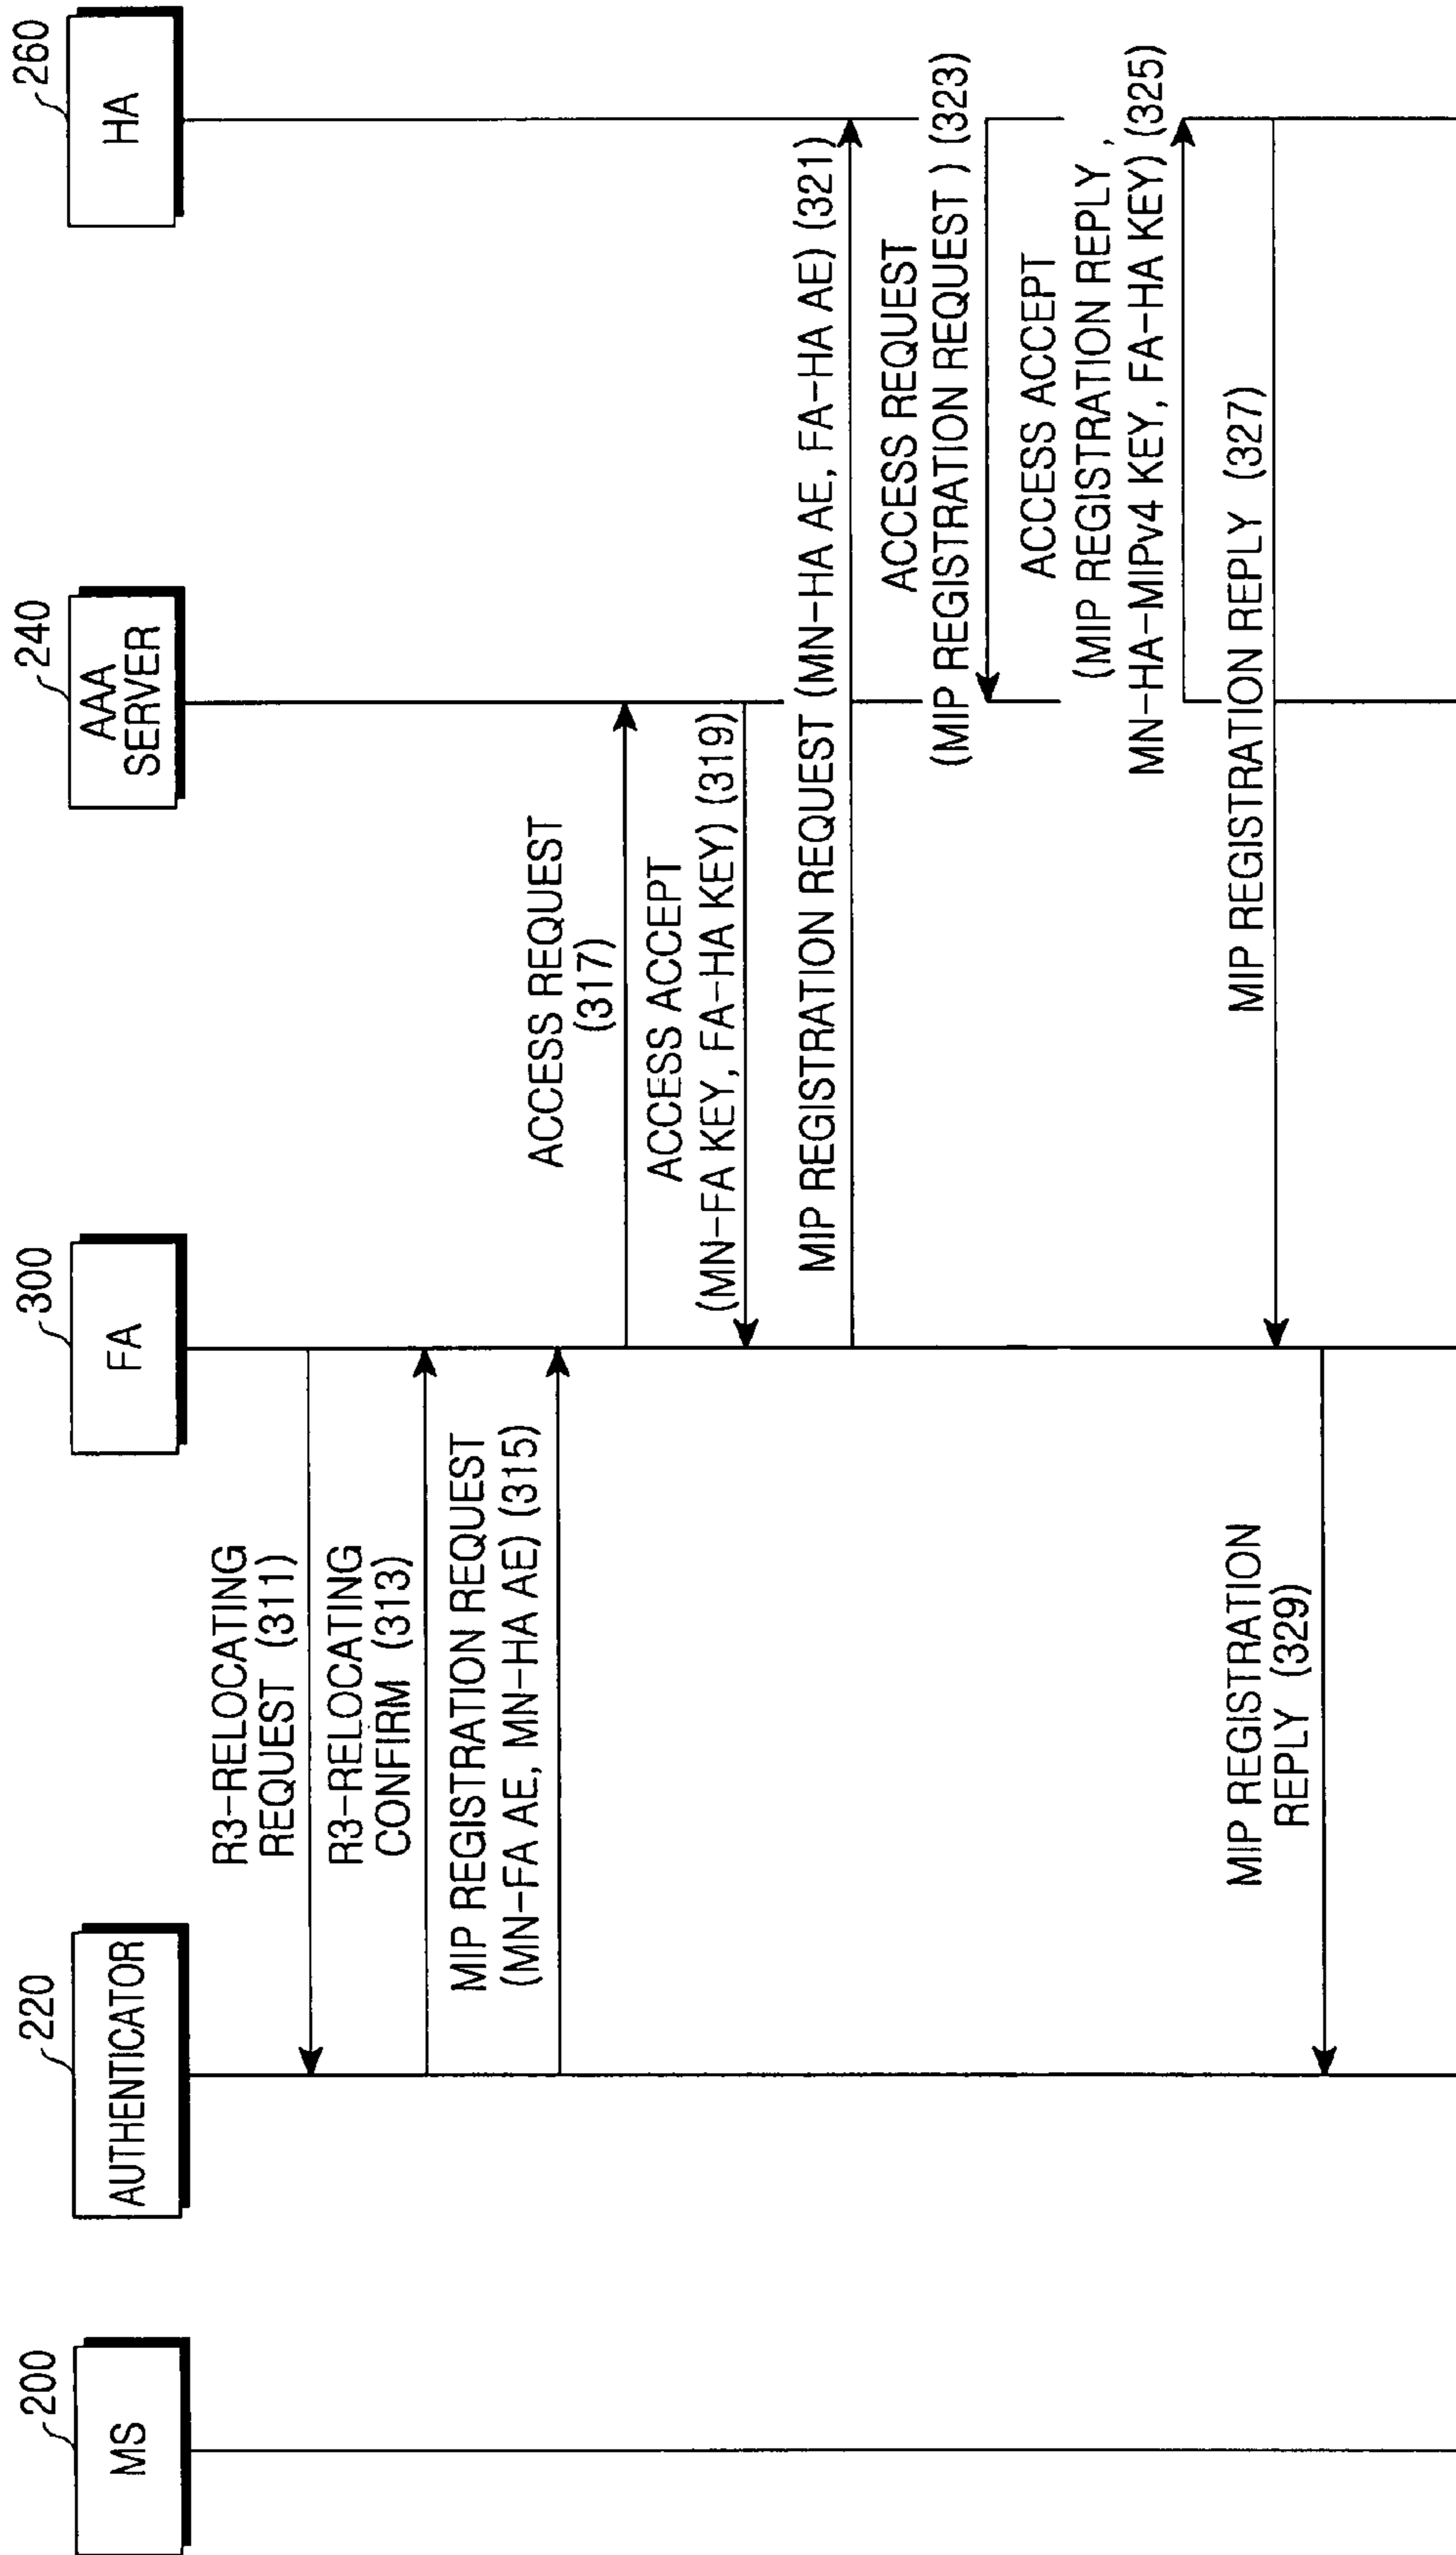 200
MS
220
AUTHENTICATOR
300
FA
240
AAA
SERVER
260
HA
R3-RELOCATING
REQUEST (311)
R3-RELOCATING
CONFIRM (313)
MIP REGISTRATION REQUEST
(MN-FA AE, MN-HA AE) (315)
ACCESS REQUEST
(317)
ACCESS ACCEPT
(MN-FA KEY, FA-HA KEY) (319)
MIP REGISTRATION REQUEST (MN-HA AE, FA-HA AE) (321)
ACCESS REQUEST
(MIP REGISTRATION REQUEST ) (323)
ACCESS ACCEPT
(MIP REGISTRATION REPLY ,
MN-HA-MIPv4 KEY, FA-HA KEY) (325)
MIP REGISTRATION REPLY (327)
MIP REGISTRATION
REPLY (329)